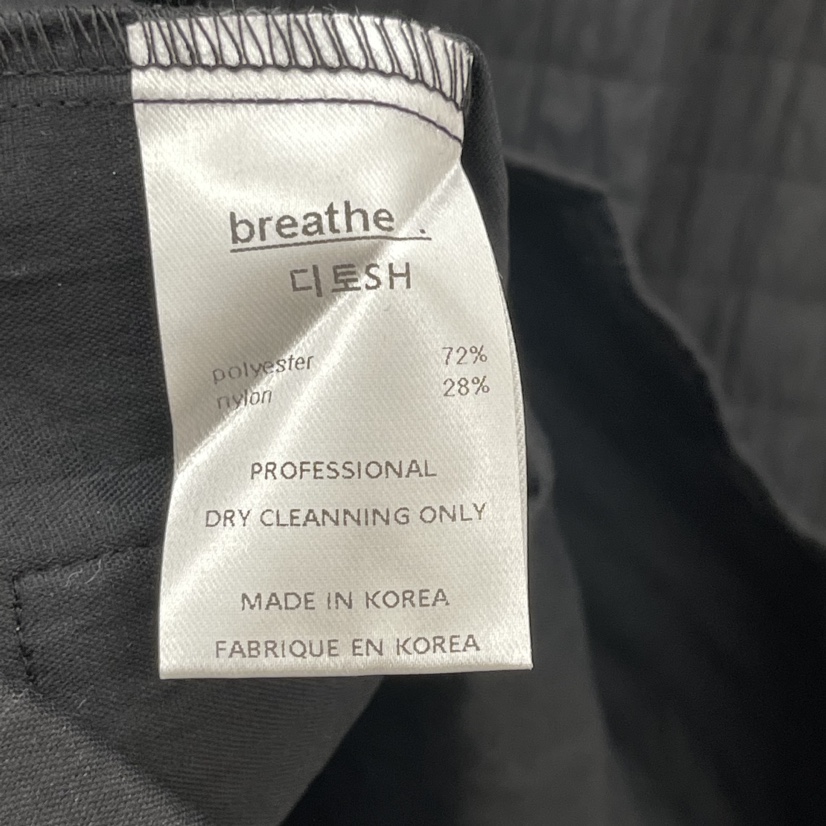 breathe .
디토SH
polyester 72%
nylon 28%
PROFESSIONAL
DRY CLEANNING ONLY
MADE IN KOREA
FABRIQUE EN KOREA